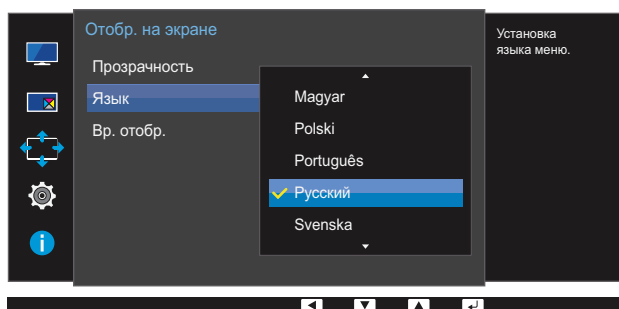 Отобр. на экране
Прозрачность
Язык
Вр. отобр.
Magyar
Polski
Português
Русский
Svenska
Установка
языка меню.